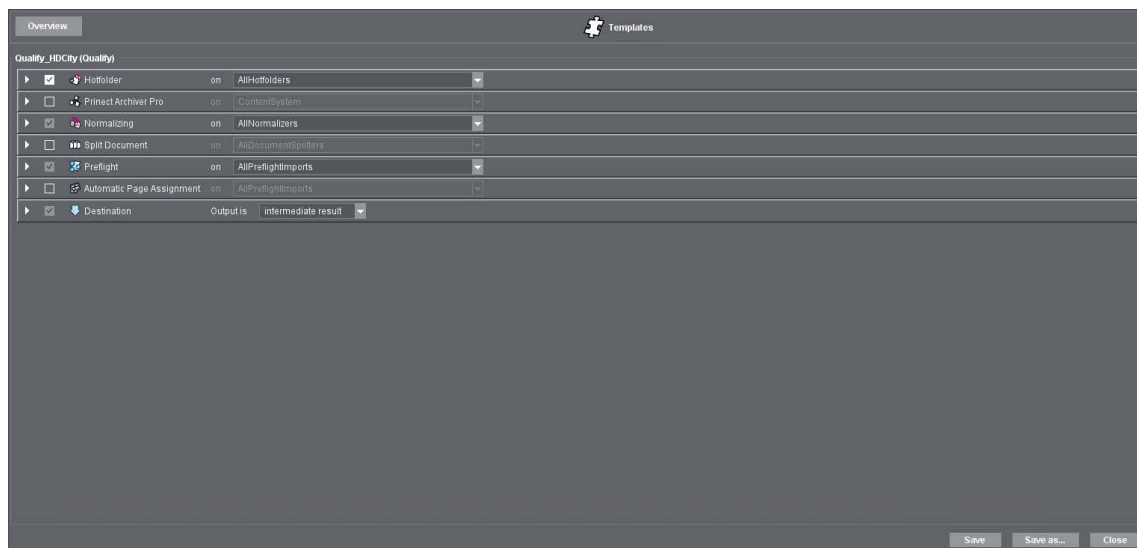 Overview
Templates
Qualify_HDCity (Qualify)
Hotfolder on AllHotfolders
Prinect Archiver Pro on ContentSystem
Normalizing on AllNormalizers
Split Document on AllDocumentSplitters
Preflight on AllPreflightImports
Automatic Page Assignment on AllPreflightImports
Destination Output is intermediate result
Save Save as... Close